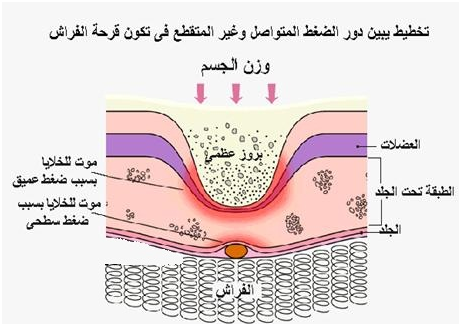 تخطيط يبين دور الضغط المتواصل وغير المتقطع فى تكون قرحة الفراش
وزن الجسم
بروز عظمي
العضلات
موت للخلايا
بسبب ضغط عميق
الطبقة تحت الجلد
موت للخلايا بسبب
ضغط سطحى
الجلد
الفراش